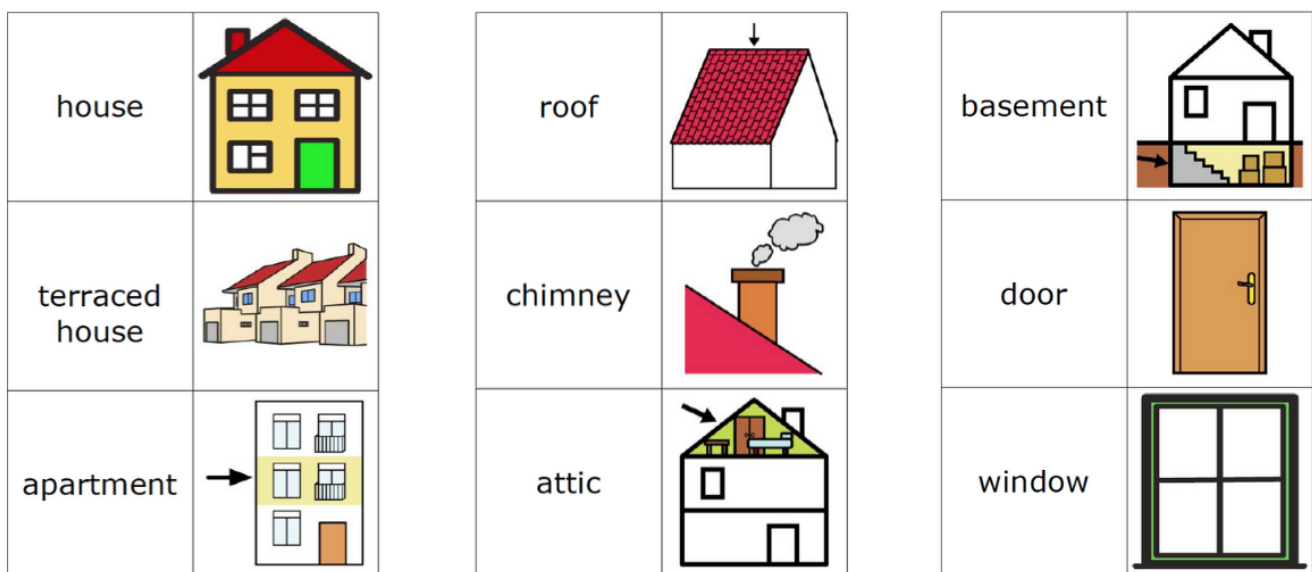 house
roof
basement
terraced
house
chimney
door
apartment
attic
window